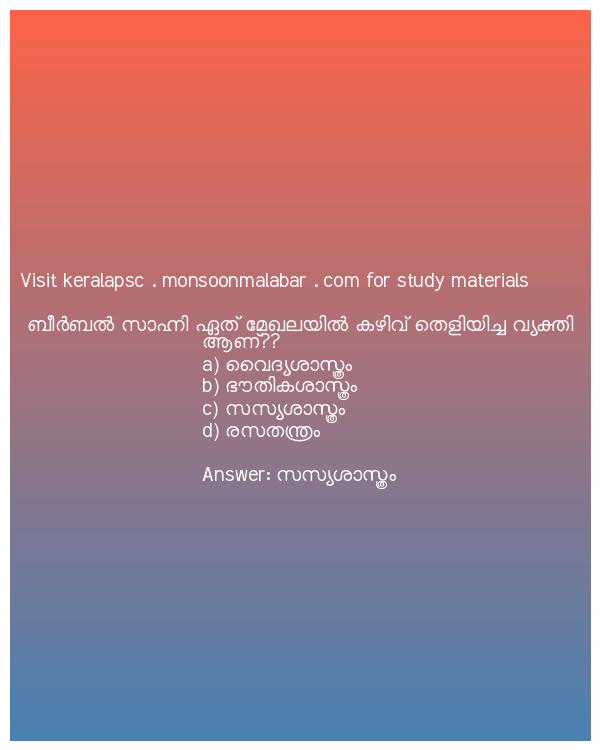 Visit keralapsc . monsoonmalabar . com for study materials
ബീർബൽ സാഹ്നി ഏത് മേഖലയിൽ കഴിവ് തെളിയിച്ച വ്യക്തി
ആണ്??
a) വൈദ്യശാസ്ത്രം
b) ഭൗതികശാസ്ത്രം
c) സസ്യശാസ്ത്രം
d) രസതന്ത്രം
Answer: സസ്യശാസ്ത്രം